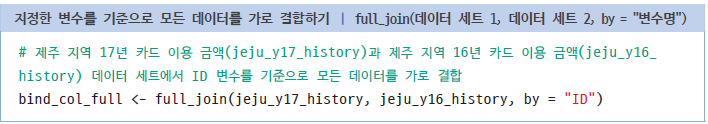 지정한 변수를 기준으로 모든 데이터를 가로 결합하기 | full_join(데이터 세트 1, 데이터 세트 2, by = "변수명")
# 제주 지역 17년 카드 이용 금액(jeju_y17_history)과 제주 지역 16년 카드 이용 금액(jeju_y16_
history) 데이터 세트에서 ID 변수를 기준으로 모든 데이터를 가로 결합
bind_col_full <- full_join(jeju_y17_history, jeju_y16_history, by = "ID")